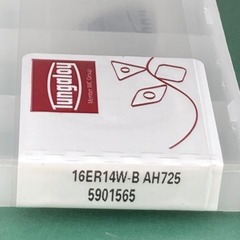 Tungaloy
Member IMC Group
16ER14W-B AH725
5901565